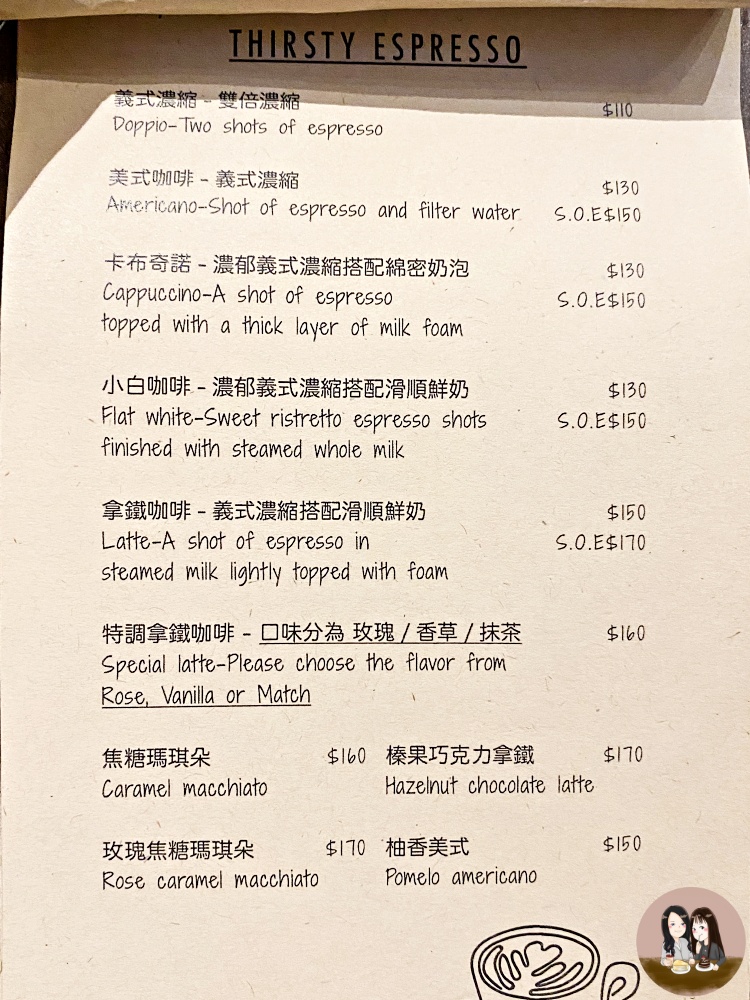 THIRSTY ESPRESSO
義式濃縮 - 雙倍濃縮 $110
Doppio-Two shots of espresso
美式咖啡 - 義式濃縮 $130
Americano-Shot of espresso and filter water S.O.E$150
卡布奇諾 - 濃郁義式濃縮搭配綿密奶泡 $130
Cappuccino-A shot of espresso S.O.E$150
topped with a thick layer of milk foam
小白咖啡 - 濃郁義式濃縮搭配滑順鮮奶 $130
Flat white-Sweet ristretto espresso shots S.O.E$150
finished with steamed whole milk
拿鐵咖啡 - 義式濃縮搭配滑順鮮奶 $150
Latte-A shot of espresso in S.O.E$170
steamed milk lightly topped with foam
特調拿鐵咖啡 - 口味分為 玫瑰 / 香草 / 抹茶 $160
Special latte-Please choose the flavor from
Rose, Vanilla or Match
焦糖瑪琪朵 $160 榛果巧克力拿鐵 $170
Caramel macchiato Hazelnut chocolate latte
玫瑰焦糖瑪琪朵 $170 柚香美式 $150
Rose caramel macchiato Pomelo americano